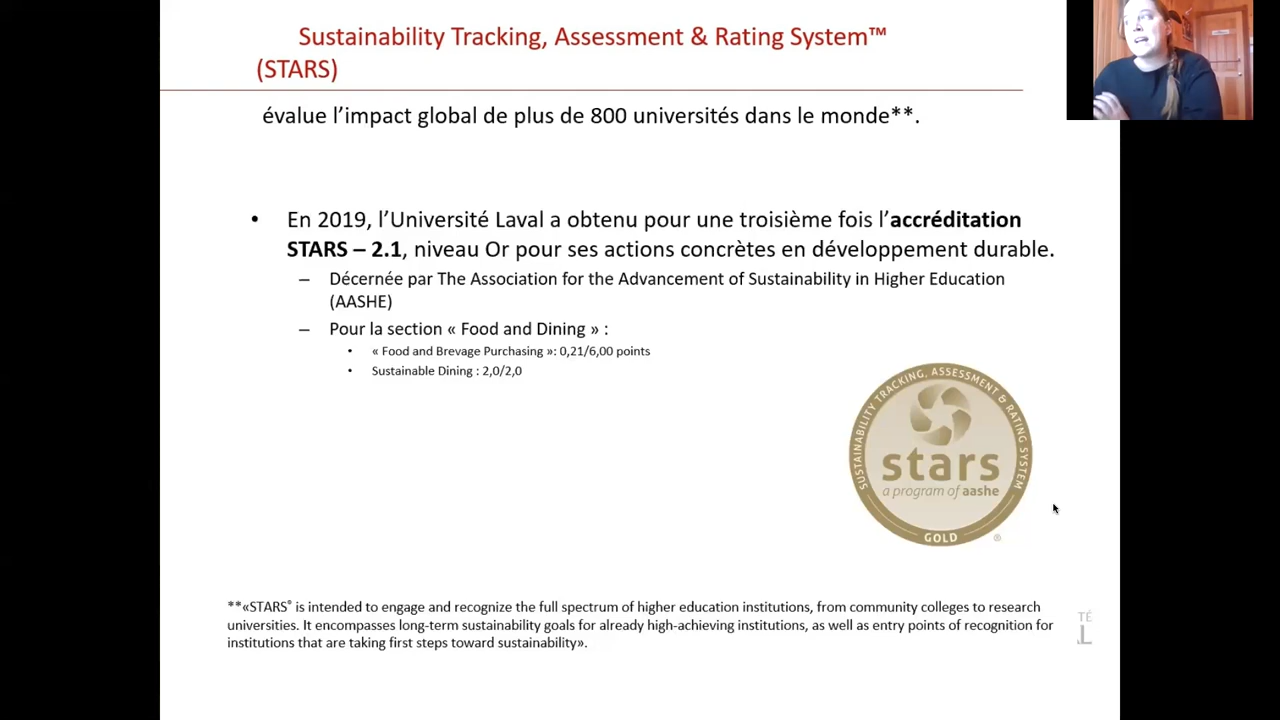 Sustainability Tracking, Assessment & Rating System™
(STARS)
évalue l’impact global de plus de 800 universités dans le monde**.
• En 2019, l’Université Laval a obtenu pour une troisième fois l’accréditation
STARS – 2.1, niveau Or pour ses actions concrètes en développement durable.
– Décernée par The Association for the Advancement of Sustainability in Higher Education
(AASHE)
– Pour la section « Food and Dining » :
• « Food and Brevage Purchasing »: 0,21/6,00 points
• Sustainable Dining : 2,0/2,0
SUSTAINABILITY TRACKING, ASSESSMENT & RATING SYSTEM
stars
a program of aashe
GOLD
®
**«STARS® is intended to engage and recognize the full spectrum of higher education institutions, from community colleges to research
universities. It encompasses long-term sustainability goals for already high-achieving institutions, as well as entry points of recognition for
institutions that are taking first steps toward sustainability».
TÉ
L